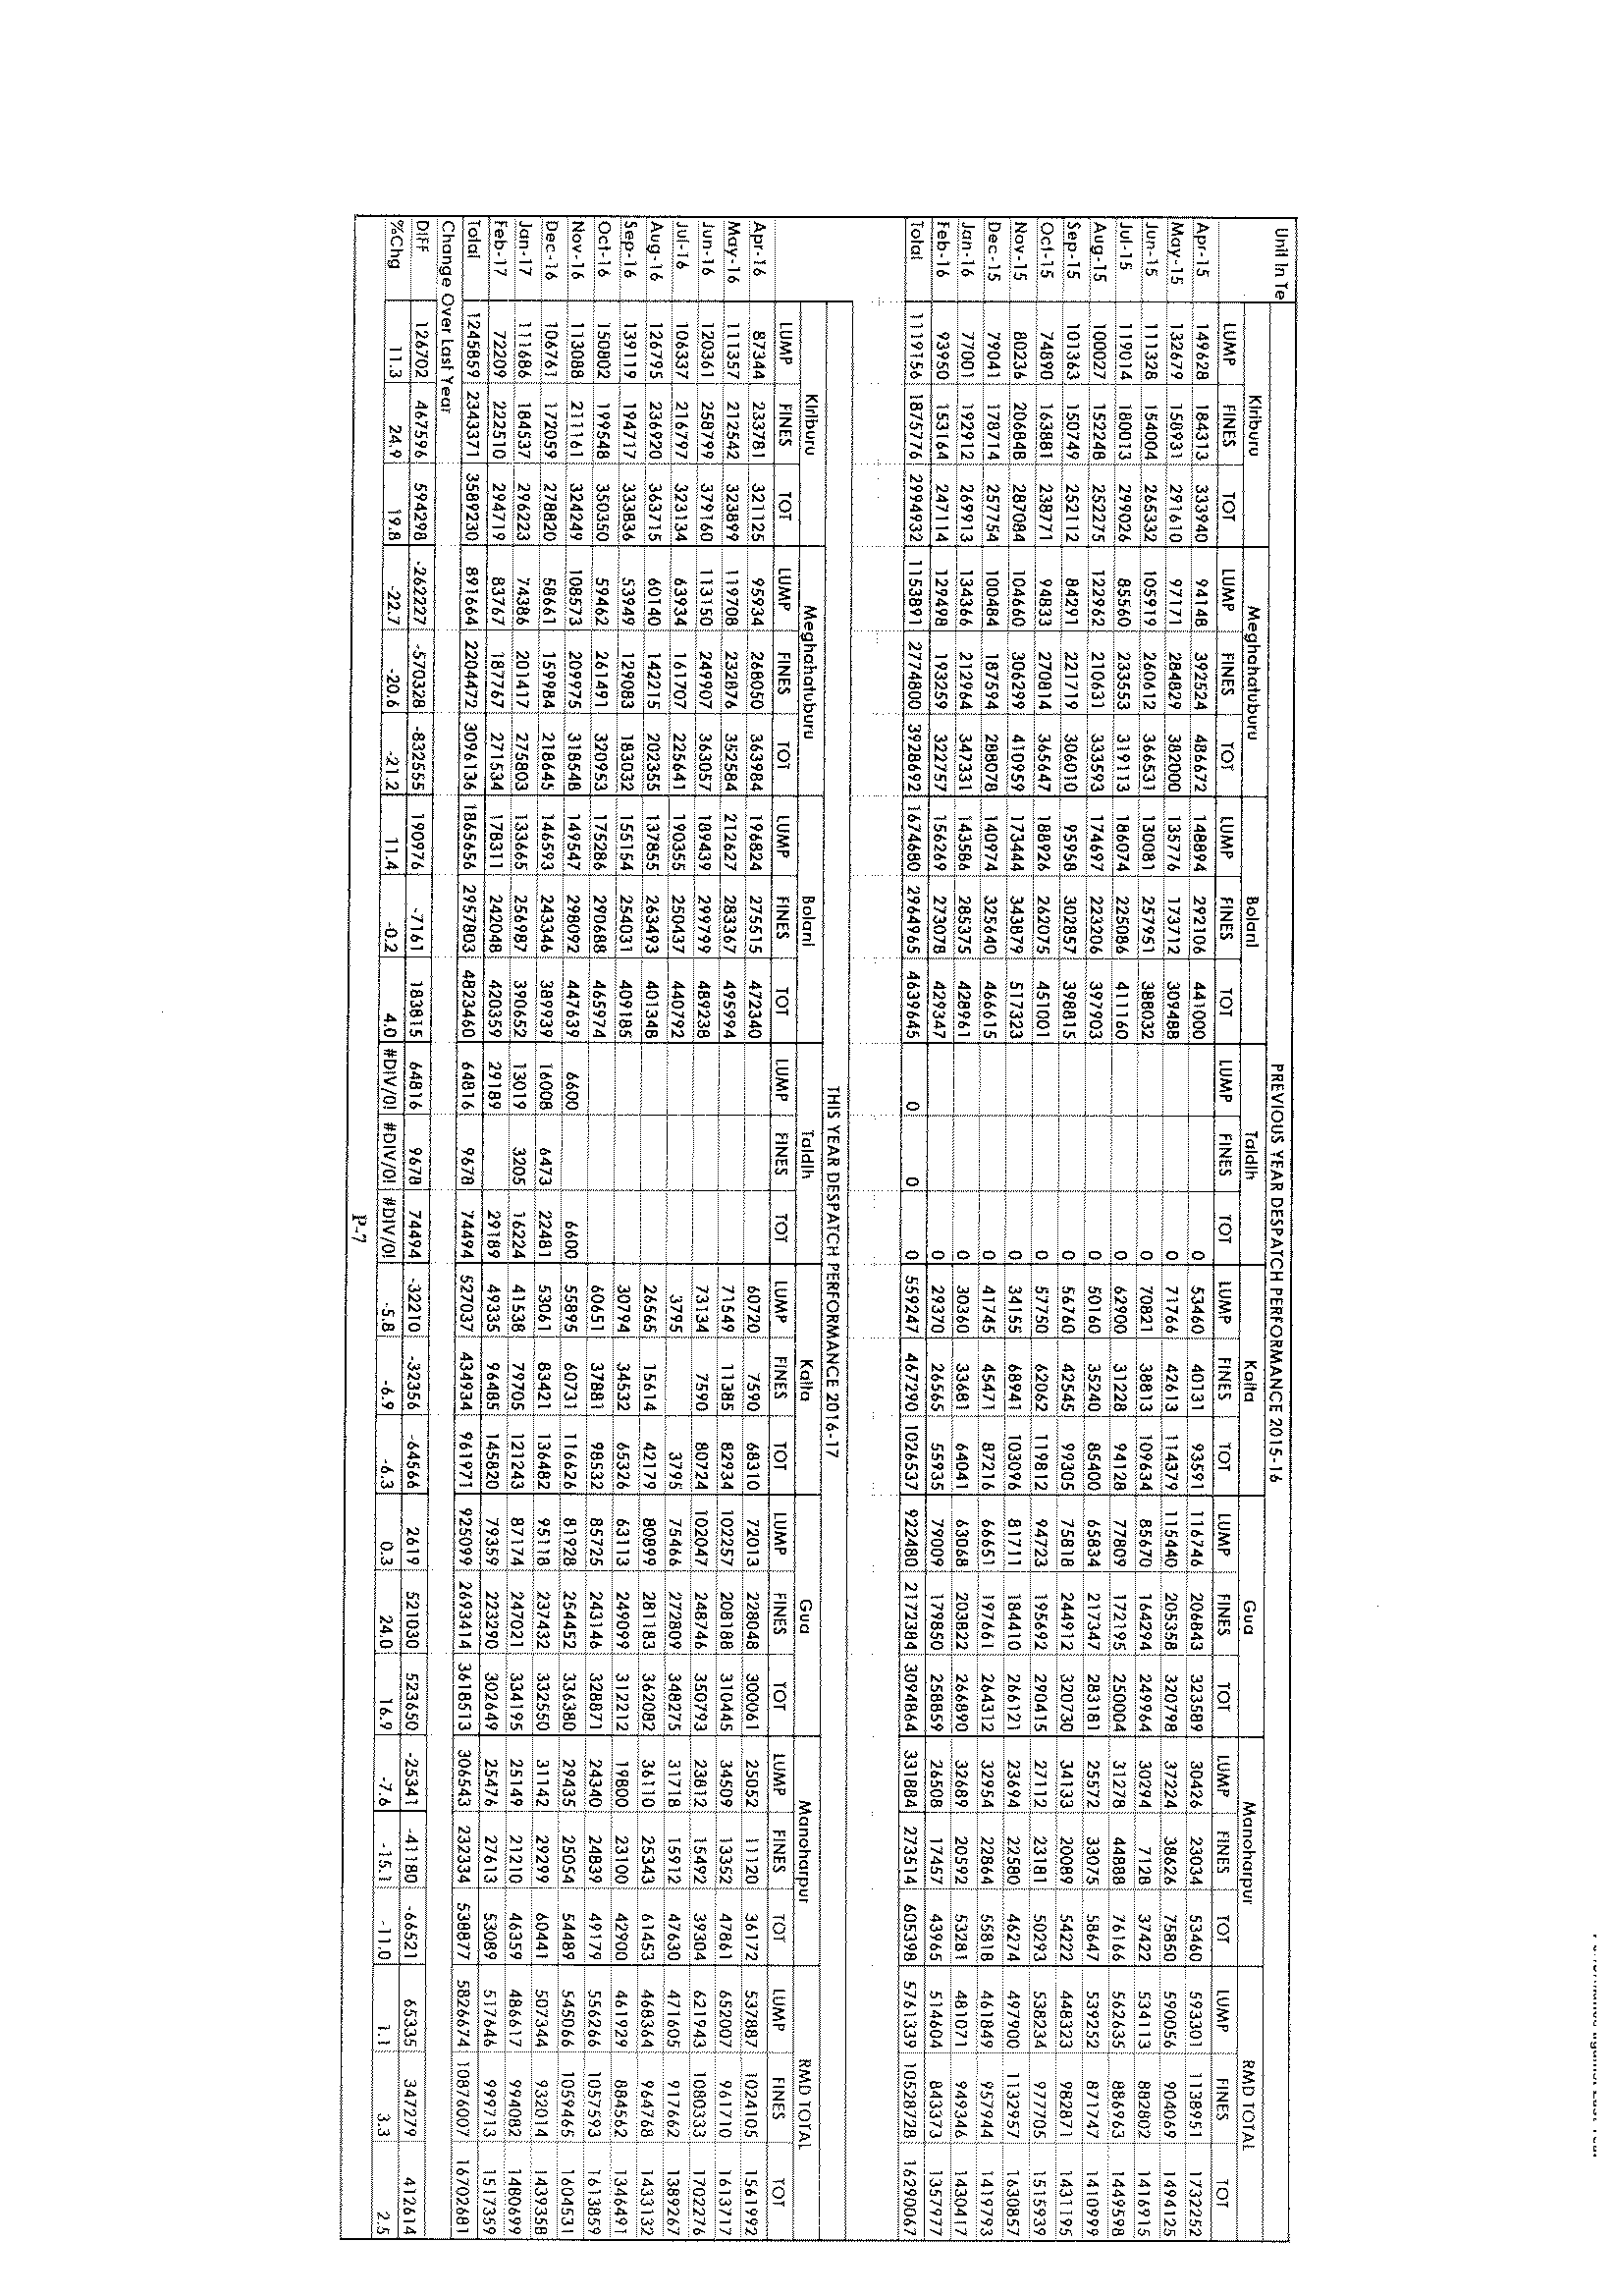 Unit in Te
PREVIOUS YEAR DESPATCH PERFORMANCE 2015-16
Kiriburu Meghahatuburu Bolani Taldih Kalta Gua Manoharpur RMD TOTAL
LUMP FINES TOT LUMP FINES TOT LUMP FINES TOT LUMP FINES TOT LUMP FINES TOT LUMP FINES TOT LUMP FINES TOT LUMP FINES TOT
Apr-15 149628 184313 333940 94148 392524 486672 148894 292106 441000 0 53460 40131 93591 116746 206843 323589 30426 23034 53460 593301 1138951 1732252
May-15 132679 158931 291610 97171 284829 382000 135776 173712 309488 0 71766 42613 114379 115440 205358 320798 37224 38626 75850 590056 904069 1494125
Jun-15 111328 154004 265332 105919 260612 366531 130081 257951 388032 0 70821 38813 109634 85670 164294 249964 30294 7128 37422 534113 882802 1416915
Jul-15 119014 180013 299026 85560 233553 319113 186074 225086 411160 0 62900 31228 94128 77809 172195 250004 31278 44888 76166 562635 886963 1449598
Aug-15 100027 152248 252275 122962 210631 333593 174697 223206 397903 0 50160 35240 85400 65834 217347 283181 25572 33075 58647 539252 871747 1410999
Sep-15 101363 150749 252112 84291 221719 306010 95958 302857 398815 0 56760 42545 99305 75818 244912 320730 34133 20089 54222 448323 982871 1431195
Oct-15 74890 163881 238771 94833 270814 365647 188926 262075 451001 0 57750 62062 119812 94723 195692 290415 27112 23181 50293 538234 977705 1515939
Nov-15 80236 206848 287084 104660 306299 410959 173444 343879 517323 0 34155 68941 103096 81711 184410 266121 23694 22580 46274 497900 1132957 1630857
Dec-15 79041 178714 257754 100484 187594 288078 140974 325640 466615 0 41745 45471 87216 66651 197661 264312 32954 22864 55818 461849 957944 1419793
Jan-16 77001 192912 269913 134366 212964 347331 143586 285375 428961 0 30360 33681 64041 63068 203822 266890 32689 20592 53281 481071 949346 1430417
Feb-16 93950 153164 247114 129498 193259 322757 156269 273078 429347 0 29370 26565 55935 79009 179850 258859 26508 17457 43965 514604 843373 1357977
Total 1119156 1875776 2994932 1153891 2774800 3928692 1674680 2964965 4639645 0 0 0 559247 467290 1026537 922480 2172384 3094864 331884 273514 605398 5761339 10528728 16290067
THIS YEAR DESPATCH PERFORMANCE 2016-17
Kiriburu Meghahatuburu Bolani Taldih Kalta Gua Manoharpur RMD TOTAL
LUMP FINES TOT LUMP FINES TOT LUMP FINES TOT LUMP FINES TOT LUMP FINES TOT LUMP FINES TOT LUMP FINES TOT LUMP FINES TOT
Apr-16 87344 233781 321125 95934 268050 363984 196824 275515 472340 60720 7590 68310 72013 228048 300061 25052 11120 36172 537887 1024105 1561992
May-16 111357 212542 323899 119708 232876 352584 212627 283367 495994 71549 11385 82934 102257 208188 310445 34509 13352 47861 652007 961710 1613717
Jun-16 120361 258799 379160 113150 249907 363057 189439 299799 489238 73134 7590 80724 102047 248746 350793 23812 15492 39304 621943 1080333 1702276
Jul-16 106337 216797 323134 63934 161707 225641 190355 250437 440792 3795 3795 75466 272809 348275 31718 15912 47630 471605 917662 1389267
Aug-16 126795 236920 363715 60140 142215 202355 137855 263493 401348 26565 15614 42179 80899 281183 362082 36110 25343 61453 468364 964768 1433132
Sep-16 139119 194717 333836 53949 129083 183032 155154 254031 409185 30794 34532 65326 63113 249099 312212 19800 23100 42900 461929 884562 1346491
Oct-16 150802 199548 350350 59462 261491 320953 175286 290688 465974 60651 37881 98532 85725 243146 328871 24340 24839 49179 556266 1057593 1613859
Nov-16 113088 211161 324249 108573 209975 318548 149547 298092 447639 6600 6600 55895 60731 116626 81928 254452 336380 29435 25054 54489 545066 1059465 1604531
Dec-16 106761 172059 278820 58661 159984 218645 146593 243346 389939 16008 6473 22481 53061 83421 136482 95118 237432 332550 31142 29299 60441 507344 932014 1439358
Jan-17 111686 184537 296223 74386 201417 275803 133665 256987 390652 13019 3205 16224 41538 79705 121243 87174 247021 334195 25149 21210 46359 486617 994082 1480699
Feb-17 72209 222510 294719 83767 187767 271534 178311 242048 420359 29189 29189 49335 96485 145820 79359 223290 302649 25476 27613 53089 517646 999713 1517359
Total 1245859 2343371 3589230 891664 2204472 3096136 1865656 2957803 4823460 64816 9678 74494 527037 434934 961971 925099 2693414 3618513 306543 232334 538877 5826674 10876007 16702681
Change Over Last Year
DIFF 126702 467596 594298 -262227 -570328 -832555 190976 -7161 183815 64816 9678 74494 -32210 -32356 -64566 2619 521030 523650 -25341 -41180 -66521 65335 347279 412614
%Chg 11.3 24.9 19.8 -22.7 -20.6 -21.2 11.4 -0.2 4.0 #DIV/0! #DIV/0! #DIV/0! -5.8 -6.9 -6.3 0.3 24.0 16.9 -7.6 -15.1 -11.0 1.1 3.3 2.5
P-7